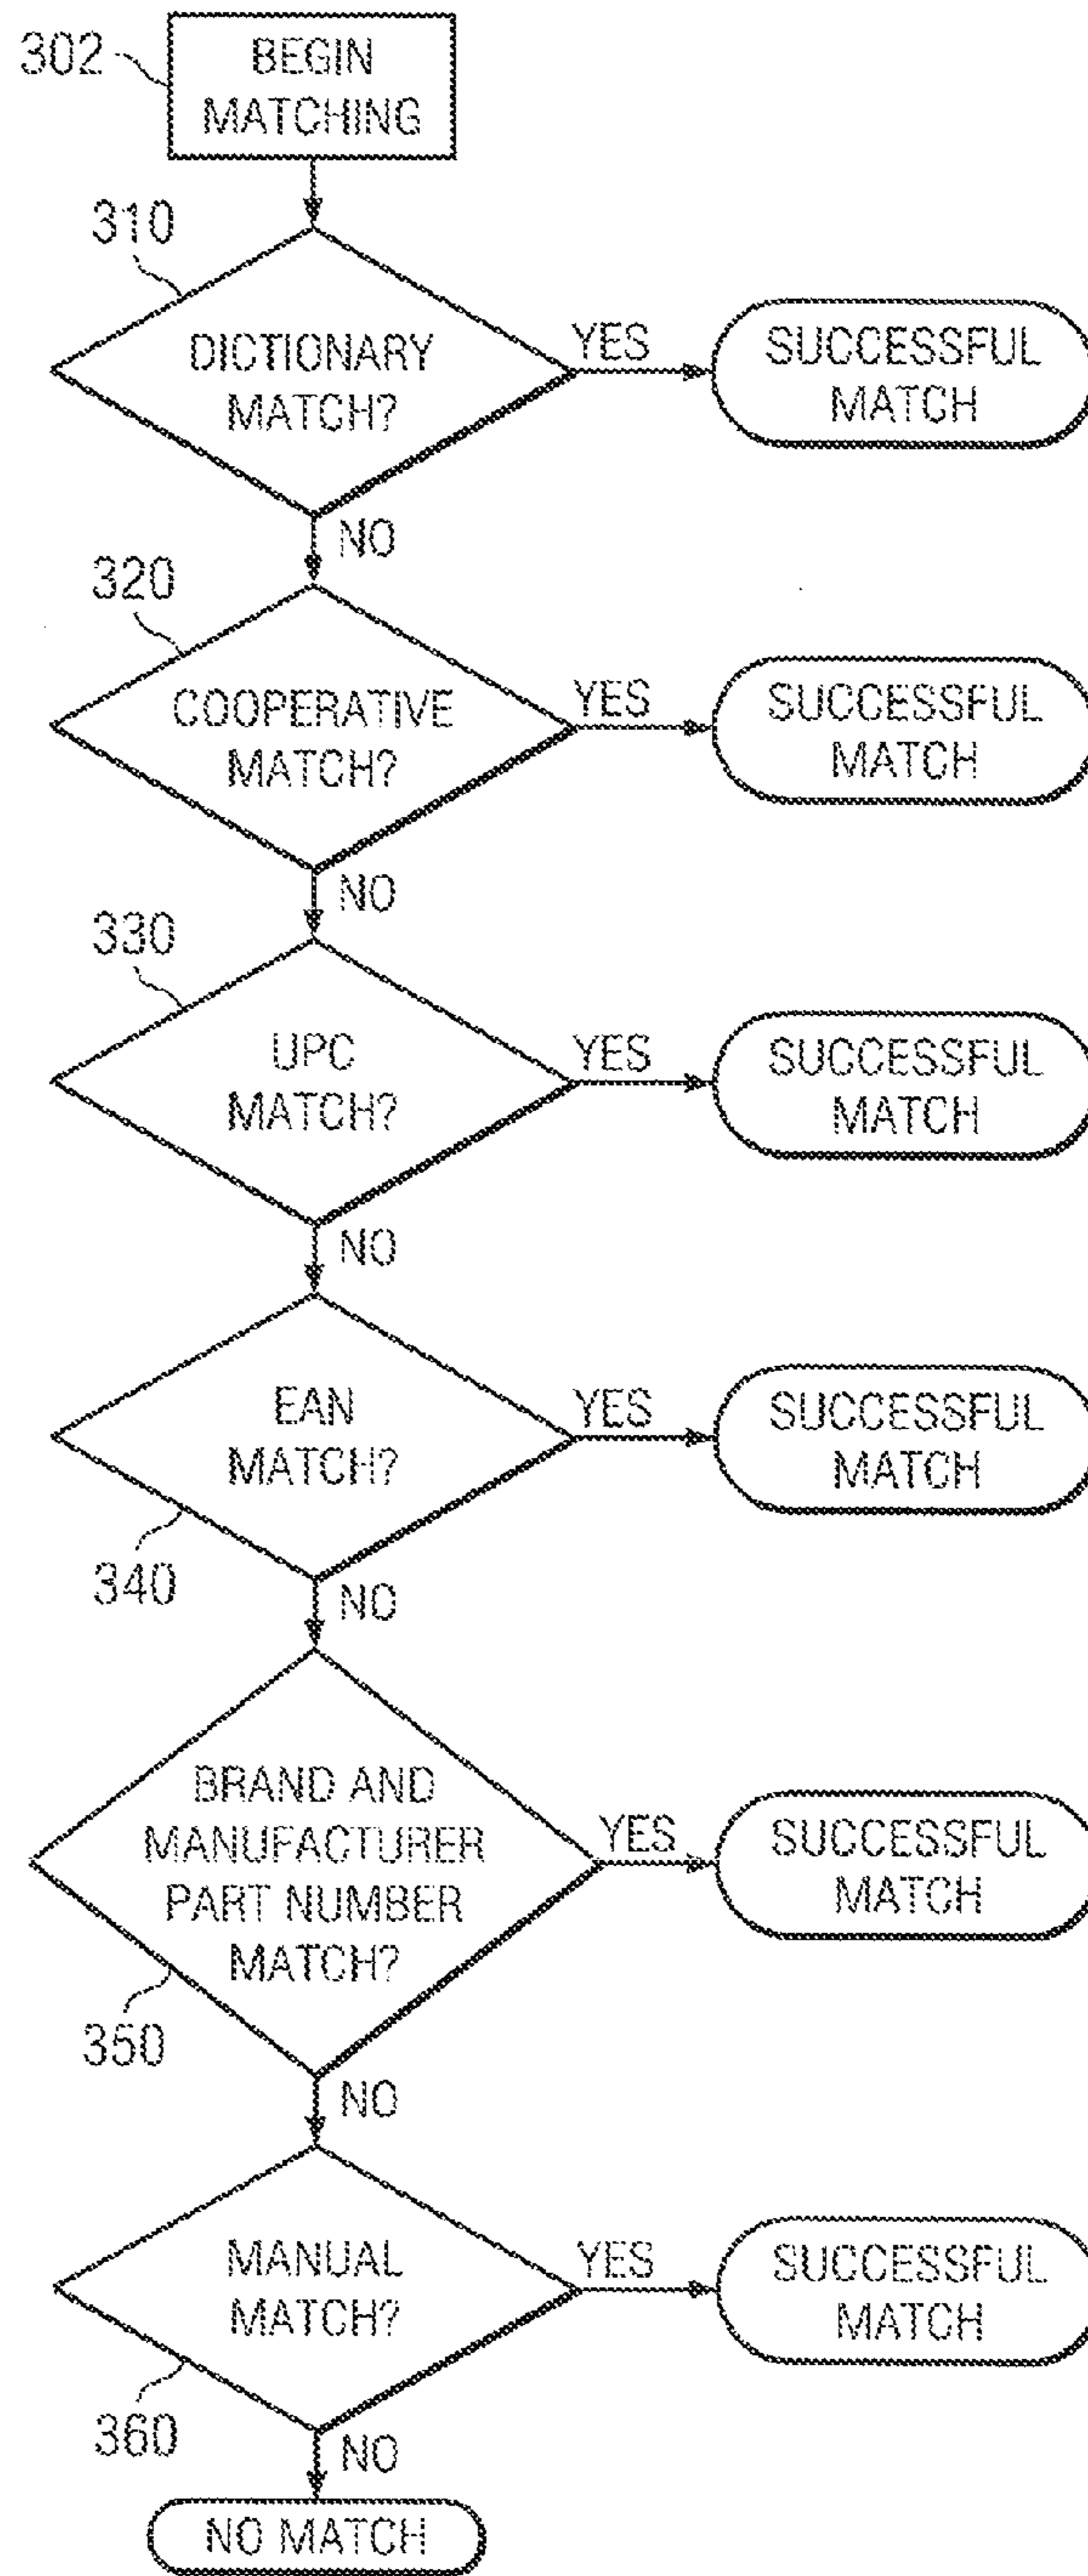 302
BEGIN
MATCHING
310
DICTIONARY
MATCH?
YES
SUCCESSFUL
MATCH
NO
320
COOPERATIVE
MATCH?
YES
SUCCESSFUL
MATCH
NO
330
UPC
MATCH?
YES
SUCCESSFUL
MATCH
NO
EAN
MATCH?
YES
SUCCESSFUL
MATCH
340
NO
BRAND AND
MANUFACTURER
PART NUMBER
MATCH?
YES
SUCCESSFUL
MATCH
350
NO
MANUAL
MATCH?
YES
SUCCESSFUL
MATCH
360
NO
NO MATCH